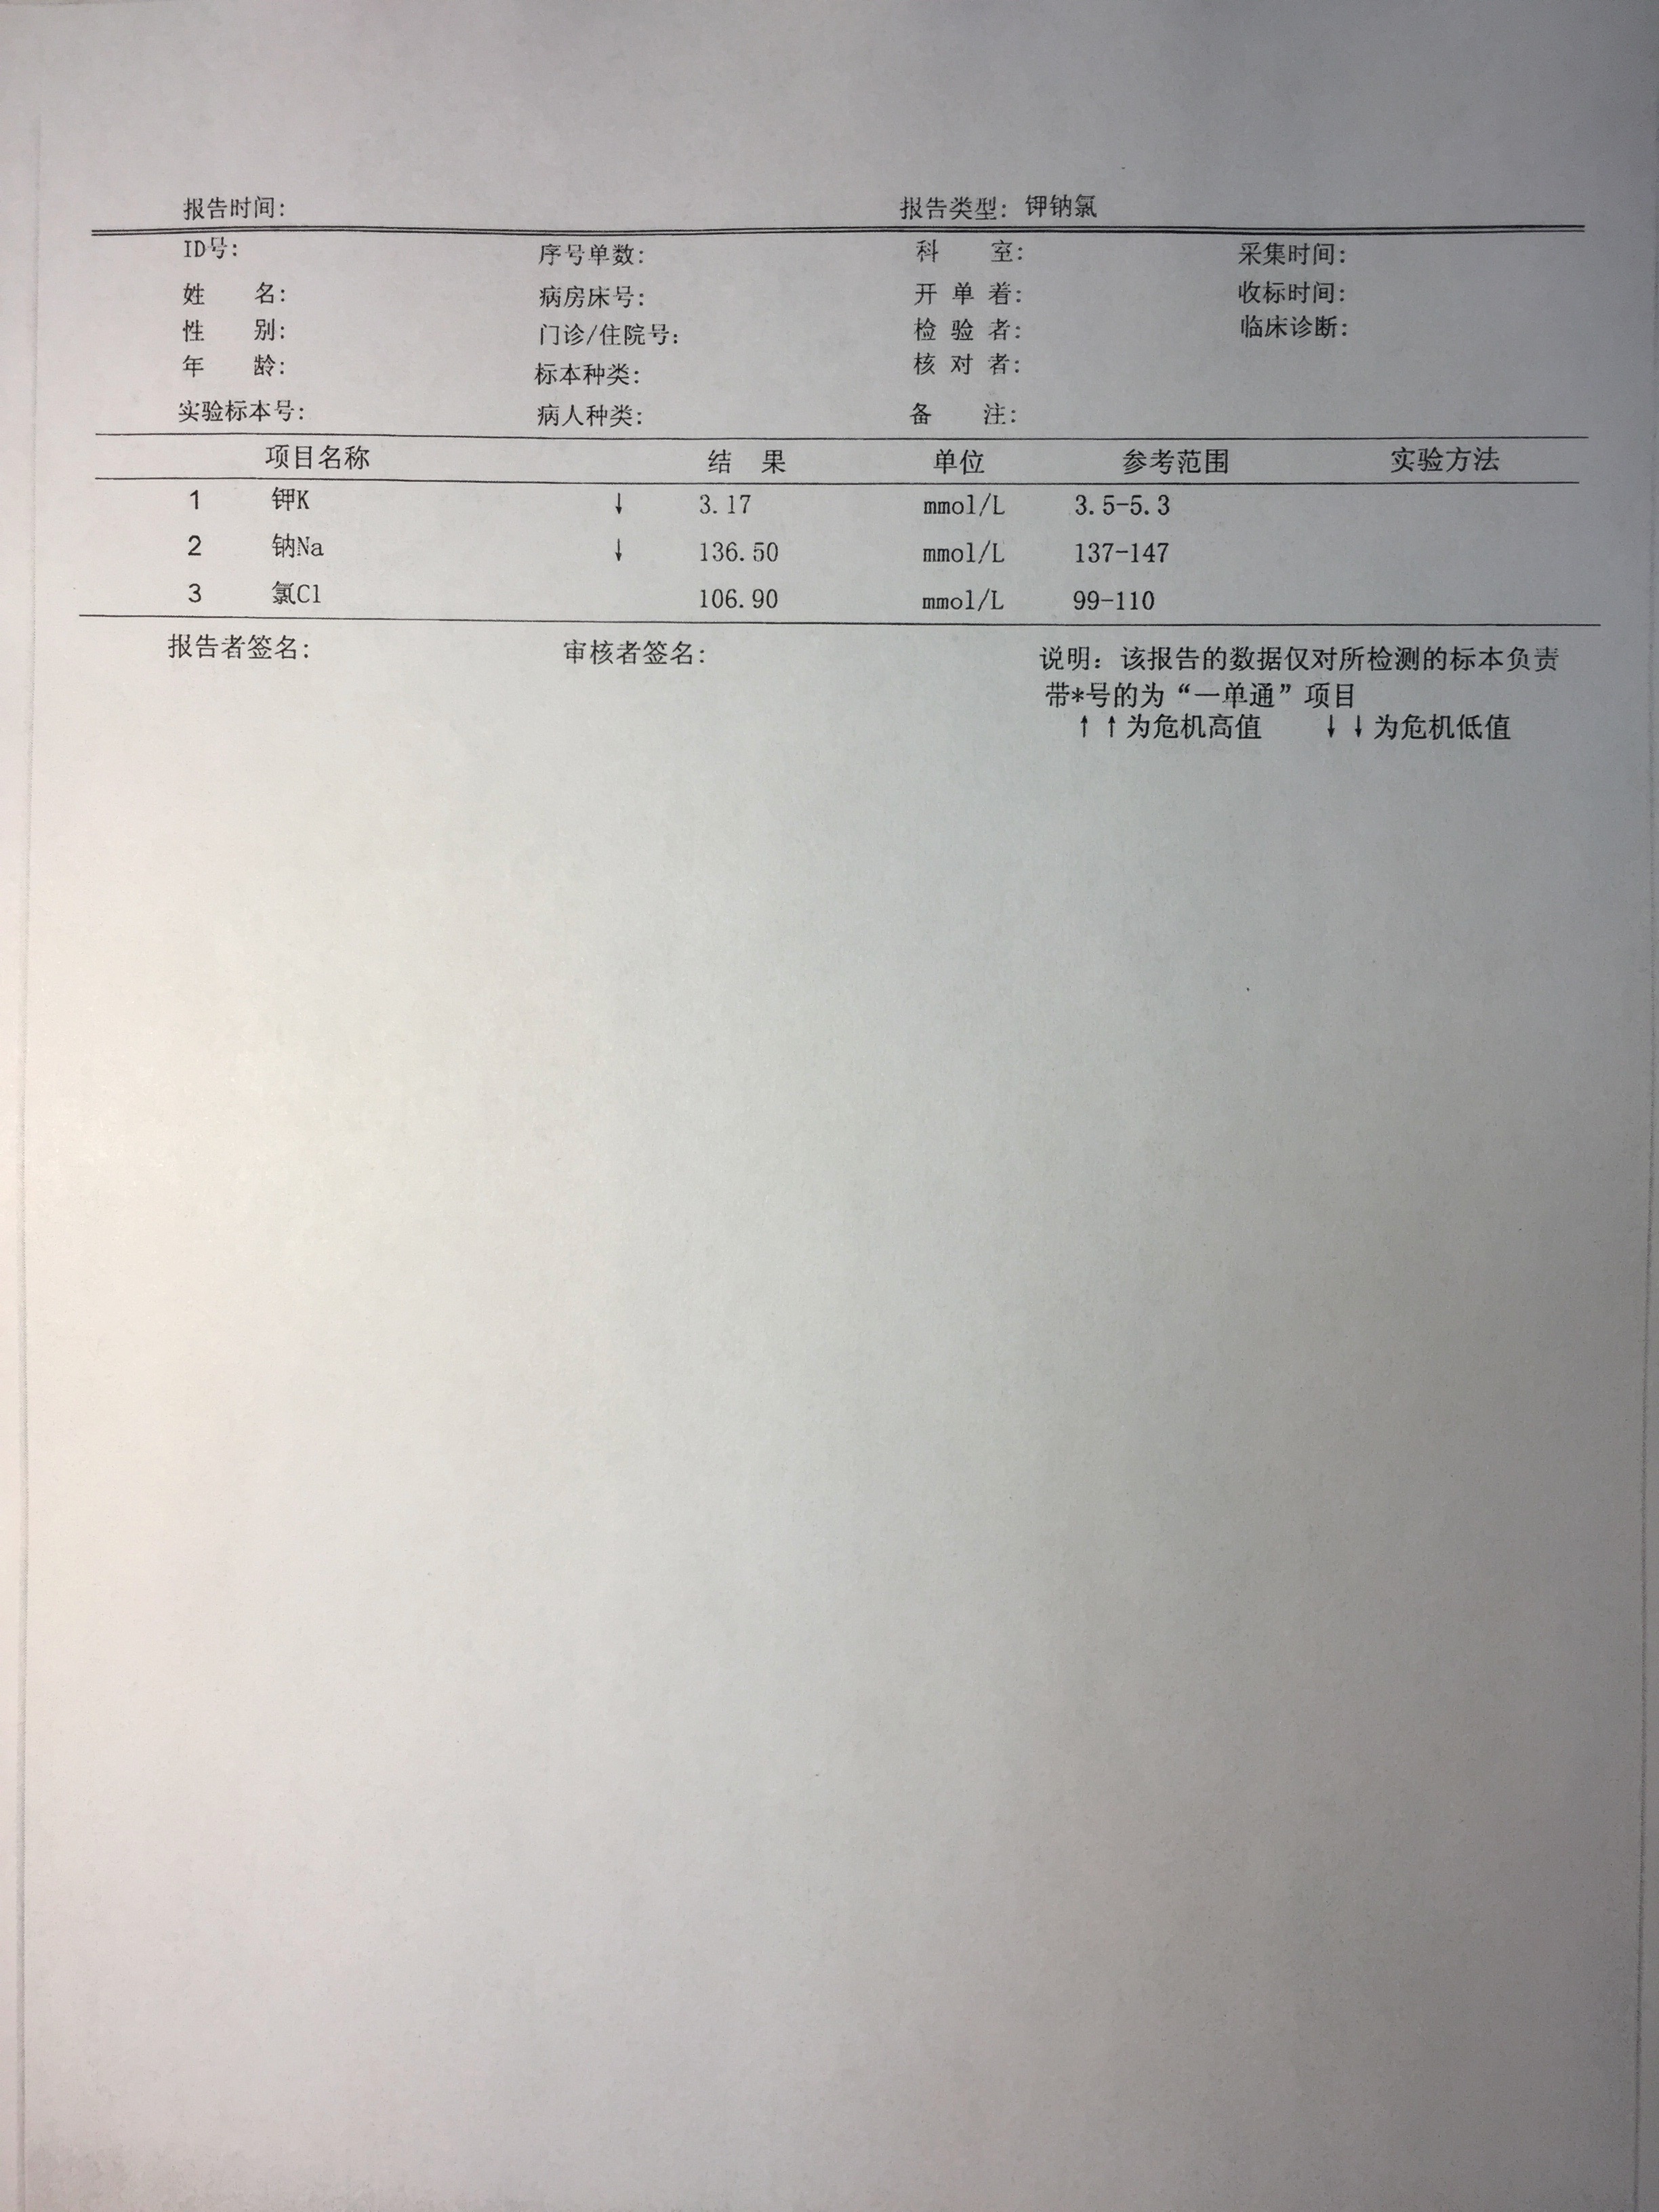 报告时间: 报告类型: 钾钠氯
ID号: 序号单数: 科 室: 采集时间:
姓 名: 病房床号: 开 单 着: 收标时间:
性 别: 门诊/住院号: 检 验 者: 临床诊断:
年 龄: 标本种类: 核 对 者:
实验标本号: 病人种类: 备 注:
项目名称 结 果 单位 参考范围 实验方法
1 钾K ↓ 3.17 mmol/L 3.5-5.3
2 钠Na ↓ 136.50 mmol/L 137-147
3 氯Cl 106.90 mmol/L 99-110
报告者签名: 审核者签名: 说明: 该报告的数据仅对所检测的标本负责
带*号的为“一单通”项目
↑↑为危机高值 ↓↓为危机低值